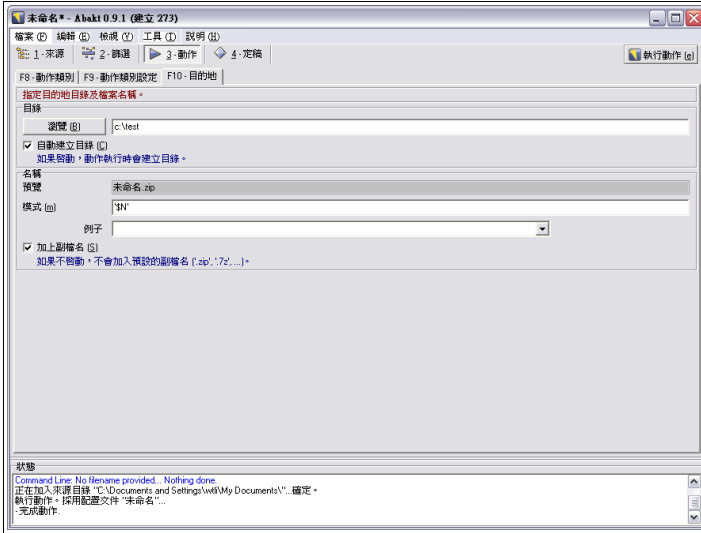 未命名* - Abakt 0.9.1 (建立 273)
檔案 (F) 編輯 (E) 檢視 (V) 工具 (T) 説明 (H)
1 - 來源 2 - 篩選 3 - 動作 4 - 定稿 執行動作 (g)
F8 - 動作類別 F9 - 動作類別設定 F10 - 目的地
指定目的地目錄及檔案名稱。
目錄
瀏覽 (B) c:\test
自動建立目錄 (C)
如果啓動，動作執行時會建立目錄。
名稱
預覽 未命名.zip
模式 (m) '$N'
例子
加上副檔名 (S)
如果不啓動，不會加入預設的副檔名 ('.zip', '.7z', ...)。
狀態
Command Line: No filename provided... Nothing done.
正在加入來源目錄 "C:\Documents and Settings\wtli\My Documents\"...確定。
執行動作。採用配置文件 "未命名"...
- 完成動作.